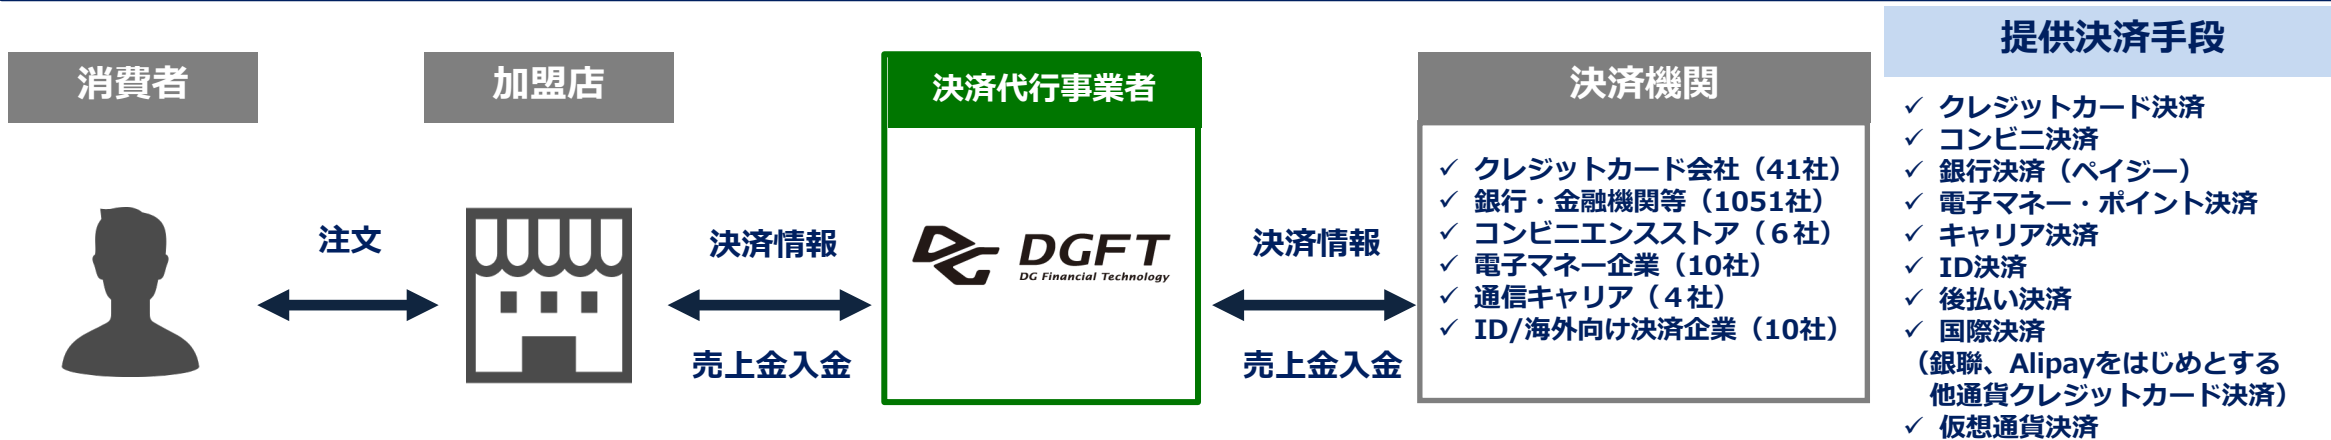 消費者
注文
加盟店
決済情報
売上金入金
決済代行事業者
DGFT
DG Financial Technology
決済情報
売上金入金
決済機関
✓ クレジットカード会社（41社）
✓ 銀行・金融機関等（1051社）
✓ コンビニエンスストア（６社）
✓ 電子マネー企業（10社）
✓ 通信キャリア（４社）
✓ ID/海外向け決済企業（10社）
提供決済手段
✓ クレジットカード決済
✓ コンビニ決済
✓ 銀行決済（ペイジー）
✓ 電子マネー・ポイント決済
✓ キャリア決済
✓ ID決済
✓ 後払い決済
✓ 国際決済
（銀聯、Alipayをはじめとする
他通貨クレジットカード決済）
✓ 仮想通貨決済